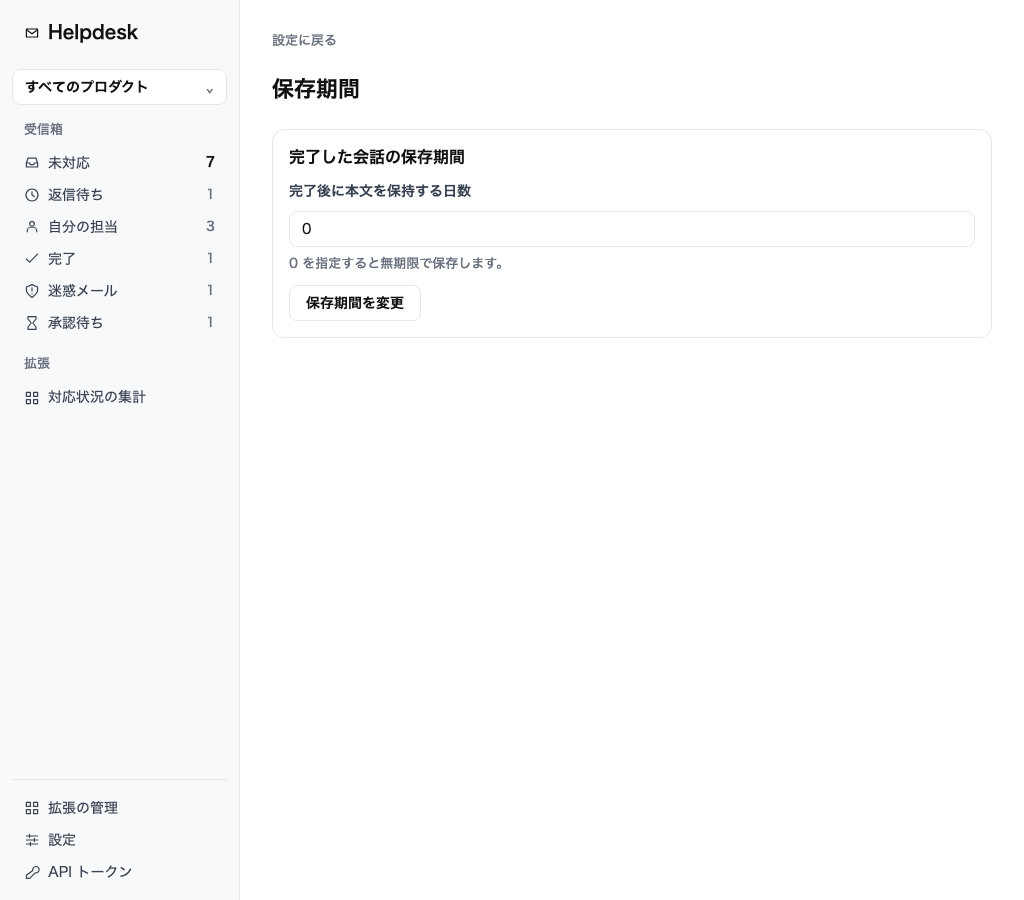 Helpdesk
すべてのプロダクト
受信箱
未対応 7
返信待ち 1
自分の担当 3
完了 1
迷惑メール 1
承認待ち 1
拡張
対応状況の集計
拡張の管理
設定
API トークン
設定に戻る
保存期間
完了した会話の保存期間
完了後に本文を保持する日数
0
0 を指定すると無期限で保存します。
保存期間を変更